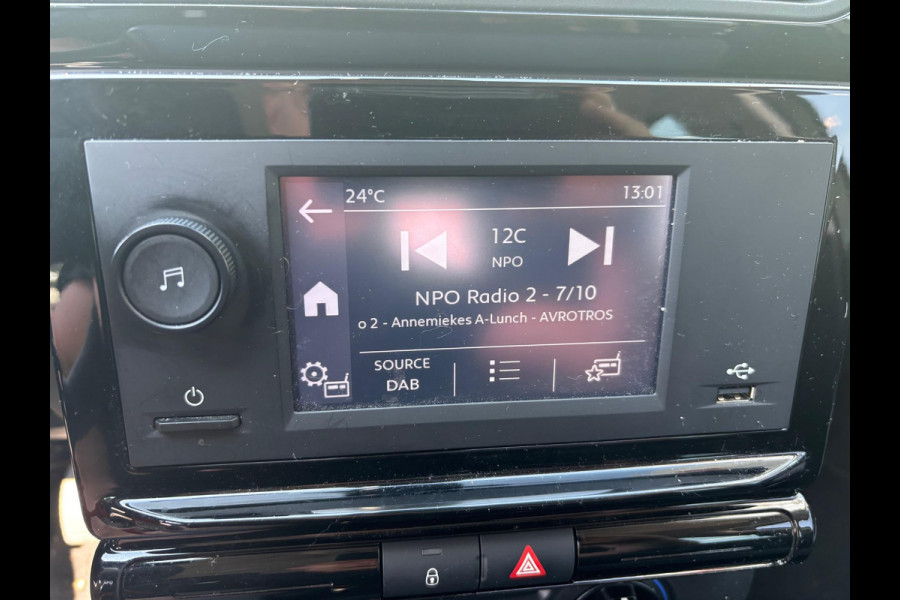 24°C 13:01
12C
NPO
NPO Radio 2 - 7/10
o 2 - Annemiekes A-Lunch - AVROTROS
SOURCE
DAB